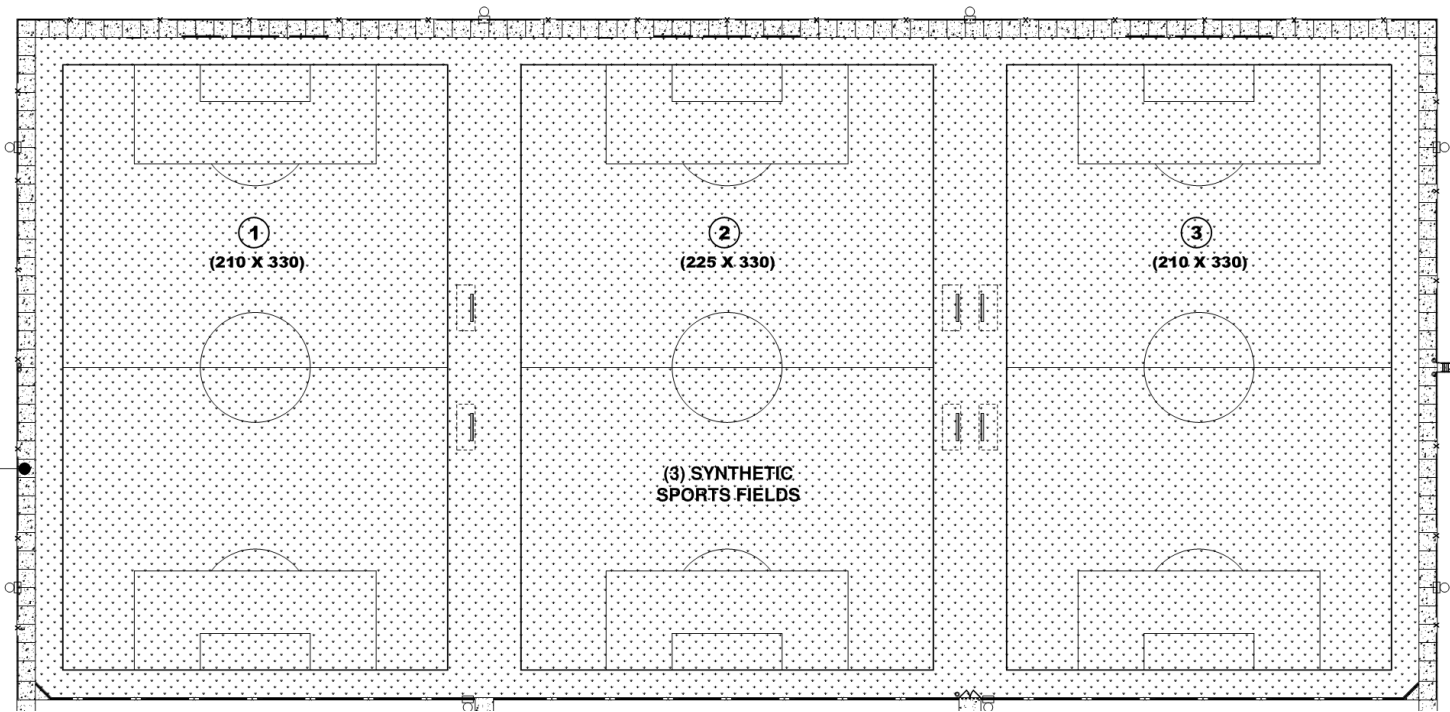 1
(210 X 330)
2
(225 X 330)
3
(210 X 330)
(3) SYNTHETIC
SPORTS FIELDS